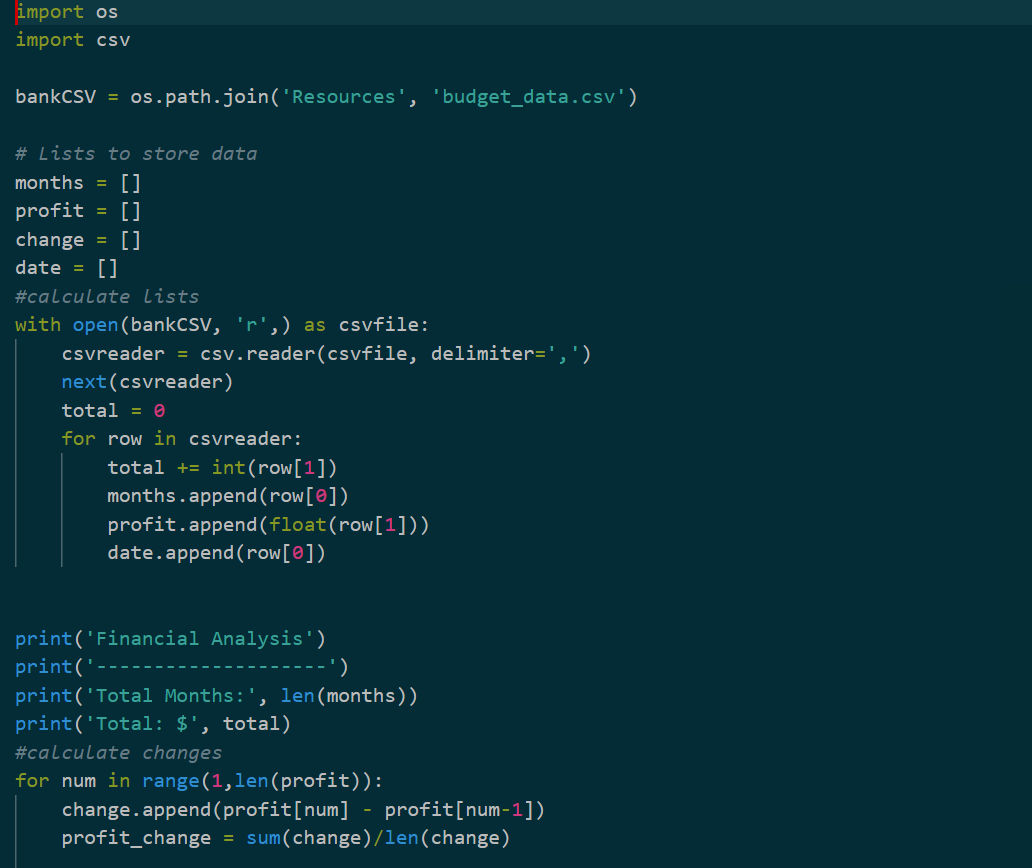 import os
import csv

bankCSV = os.path.join('Resources', 'budget_data.csv')

# Lists to store data
months = []
profit = []
change = []
date = []
#calculate lists
with open(bankCSV, 'r',) as csvfile:
    csvreader = csv.reader(csvfile, delimiter=',')
    next(csvreader)
    total = 0
    for row in csvreader:
        total += int(row[1])
        months.append(row[0])
        profit.append(float(row[1]))
        date.append(row[0])


print('Financial Analysis')
print('--------------------')
print('Total Months:', len(months))
print('Total: $', total)
#calculate changes
for num in range(1,len(profit)):
    change.append(profit[num] - profit[num-1])
    profit_change = sum(change)/len(change)